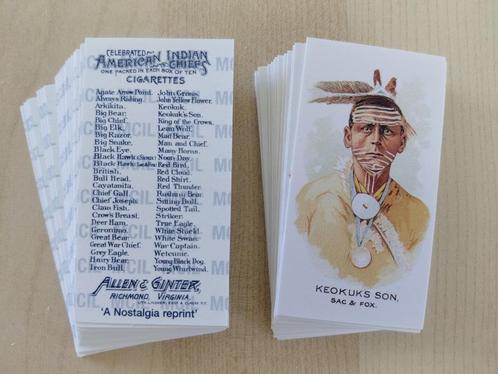 CELEBRATED
AMERICAN INDIAN
CHIEFS
ONE PACKED IN EACH BOX OF TEN
CIGARETTES
Agate Arrow Point. John Grass.
Always Riding. John Yellow Flower.
Arkikita. Keokuk.
Big Bear. Keokuk's Son.
Big Chief. King of the Crows.
Big Elk. Lean Wolf.
Big Razor. Mad Bear.
Big Snake. Man and Chief.
Black Eye. Many Horns.
Black Hawk Noon Day.
Black Hawk Red Bird.
British. Red Cloud.
Bull Head. Red Shirt.
Cayatanita. Red Thunder.
Chief Gall. Rushing Bear.
Chief Joseph. Sitting Bull.
Claus Fish. Spotted Tail.
Crow's Breast. Striker.
Deer Ham. True Eagle.
Geronimo. White Shield.
Great Bear. White Swan.
Great War Chief. War Captain.
Grey Eagle. Wetcunie.
Hairy Bear. Young Black Dog.
Iron Bull. Young Whirlwind.
ALLEN & GINTER,
RICHMOND, VIRGINIA.
'A Nostalgia reprint'
KEOKUKS SON,
SAC & FOX.